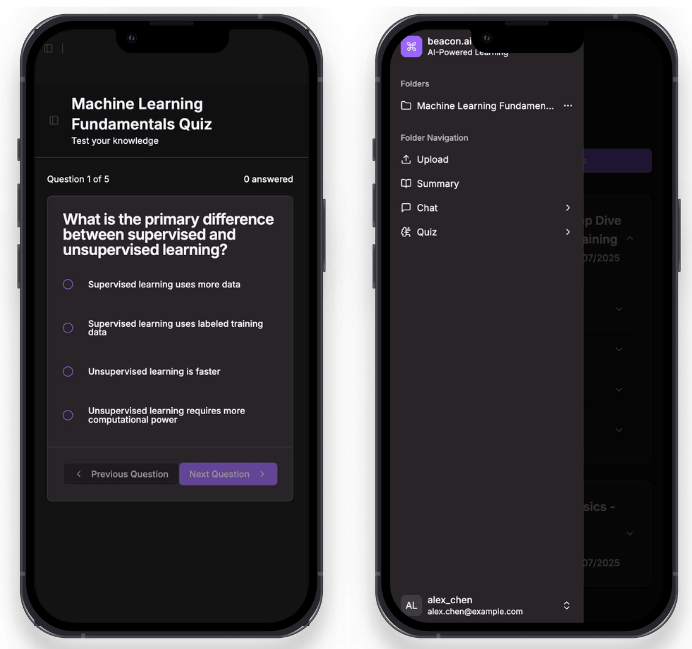 Machine Learning
Fundamentals Quiz
Test your knowledge
Question 1 of 5
0 answered
What is the primary difference
between supervised and
unsupervised learning?
Supervised learning uses more data
Supervised learning uses labeled training
data
Unsupervised learning is faster
Unsupervised learning requires more
computational power
Previous Question
Next Question
beacon.ai
AI-Powered Learning
Folders
Machine Learning Fundamen...
Folder Navigation
Upload
Summary
Chat
Quiz
p Dive
aining
07/2025
sics -
07/2025
AL
alex_chen
alex.chen@example.com